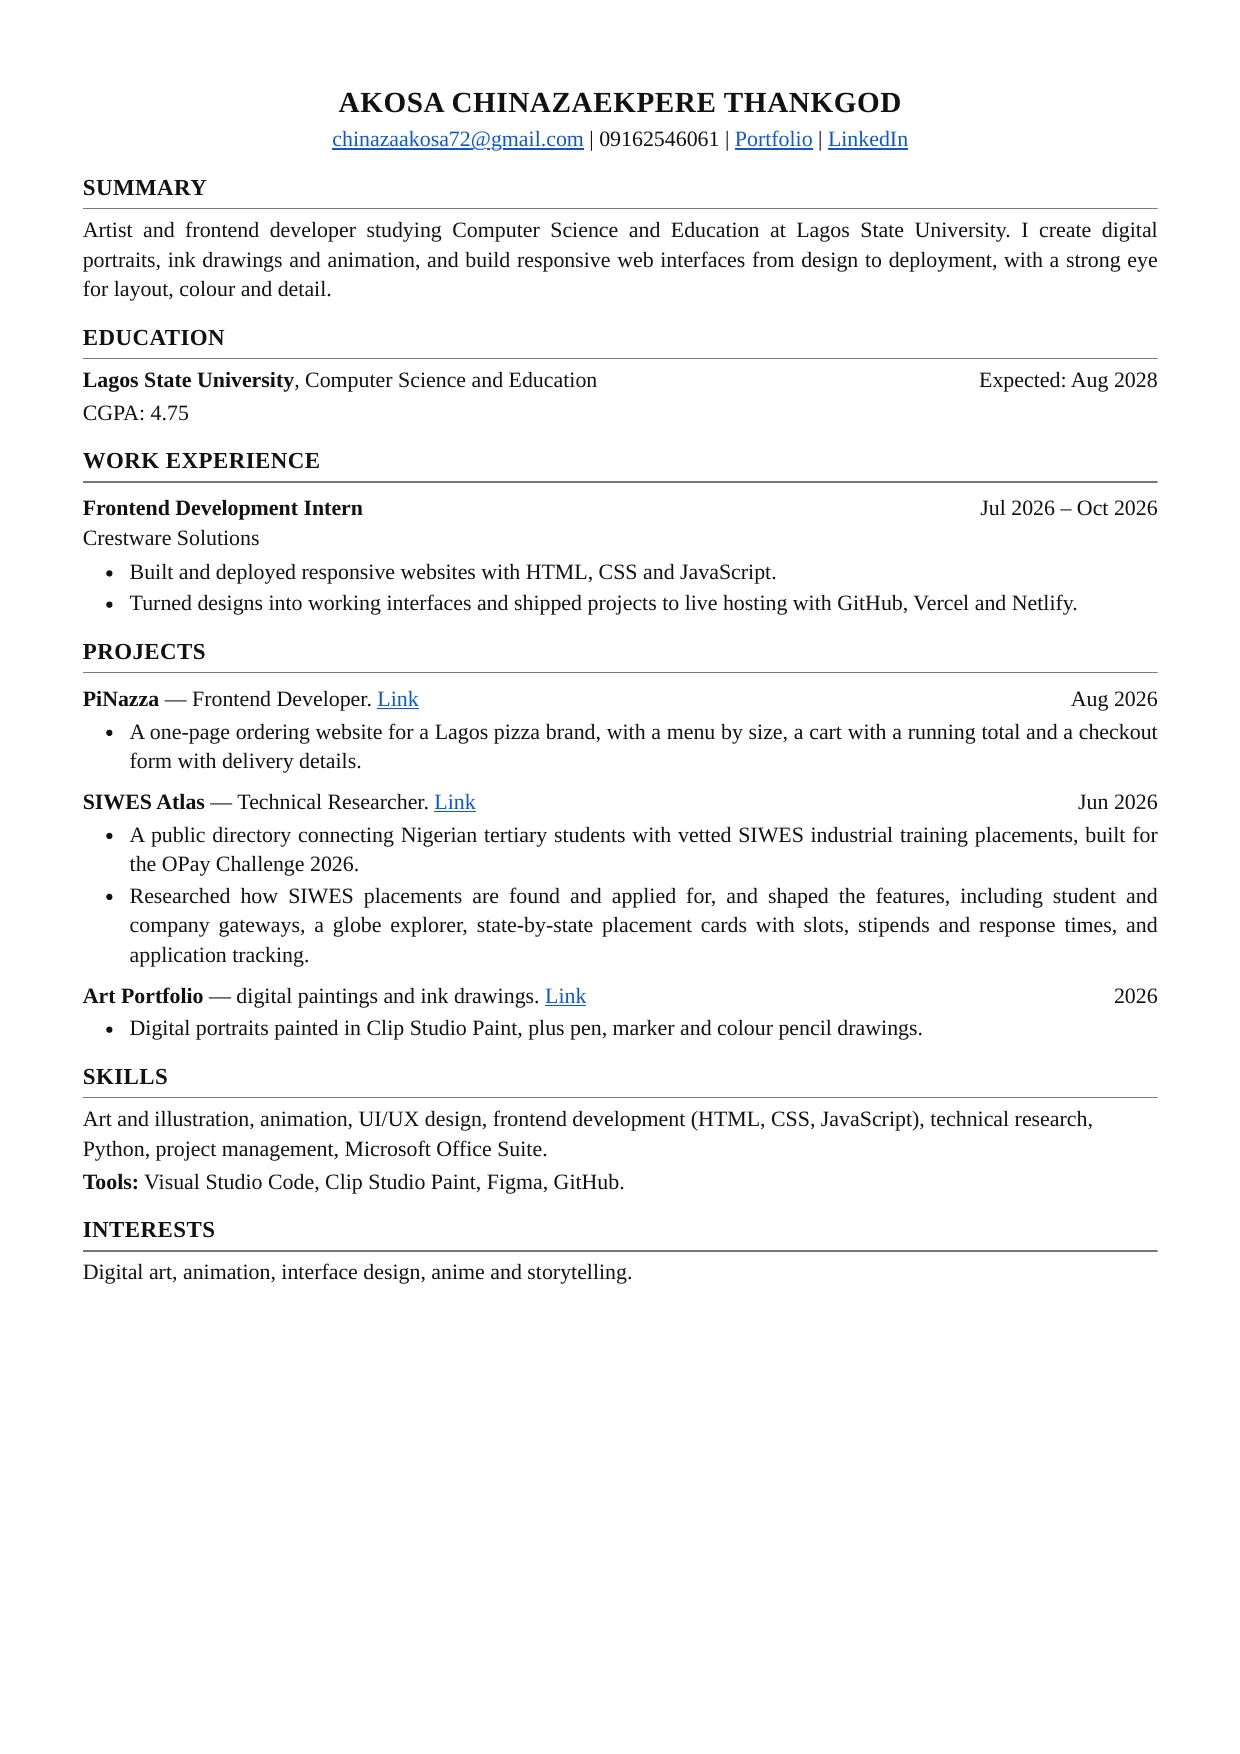 AKOSA CHINAZAEKPERE THANKGOD
chinazaakosa72@gmail.com | 09162546061 | Portfolio | LinkedIn
SUMMARY
Artist and frontend developer studying Computer Science and Education at Lagos State University. I create digital
portraits, ink drawings and animation, and build responsive web interfaces from design to deployment, with a strong eye
for layout, colour and detail.
EDUCATION
Lagos State University, Computer Science and Education Expected: Aug 2028
CGPA: 4.75
WORK EXPERIENCE
Frontend Development Intern Jul 2026 – Oct 2026
Crestware Solutions
• Built and deployed responsive websites with HTML, CSS and JavaScript.
• Turned designs into working interfaces and shipped projects to live hosting with GitHub, Vercel and Netlify.
PROJECTS
PiNazza — Frontend Developer. Link Aug 2026
• A one-page ordering website for a Lagos pizza brand, with a menu by size, a cart with a running total and a checkout
form with delivery details.
SIWES Atlas — Technical Researcher. Link Jun 2026
• A public directory connecting Nigerian tertiary students with vetted SIWES industrial training placements, built for
the OPay Challenge 2026.
• Researched how SIWES placements are found and applied for, and shaped the features, including student and
company gateways, a globe explorer, state-by-state placement cards with slots, stipends and response times, and
application tracking.
Art Portfolio — digital paintings and ink drawings. Link 2026
• Digital portraits painted in Clip Studio Paint, plus pen, marker and colour pencil drawings.
SKILLS
Art and illustration, animation, UI/UX design, frontend development (HTML, CSS, JavaScript), technical research,
Python, project management, Microsoft Office Suite.
Tools: Visual Studio Code, Clip Studio Paint, Figma, GitHub.
INTERESTS
Digital art, animation, interface design, anime and storytelling.